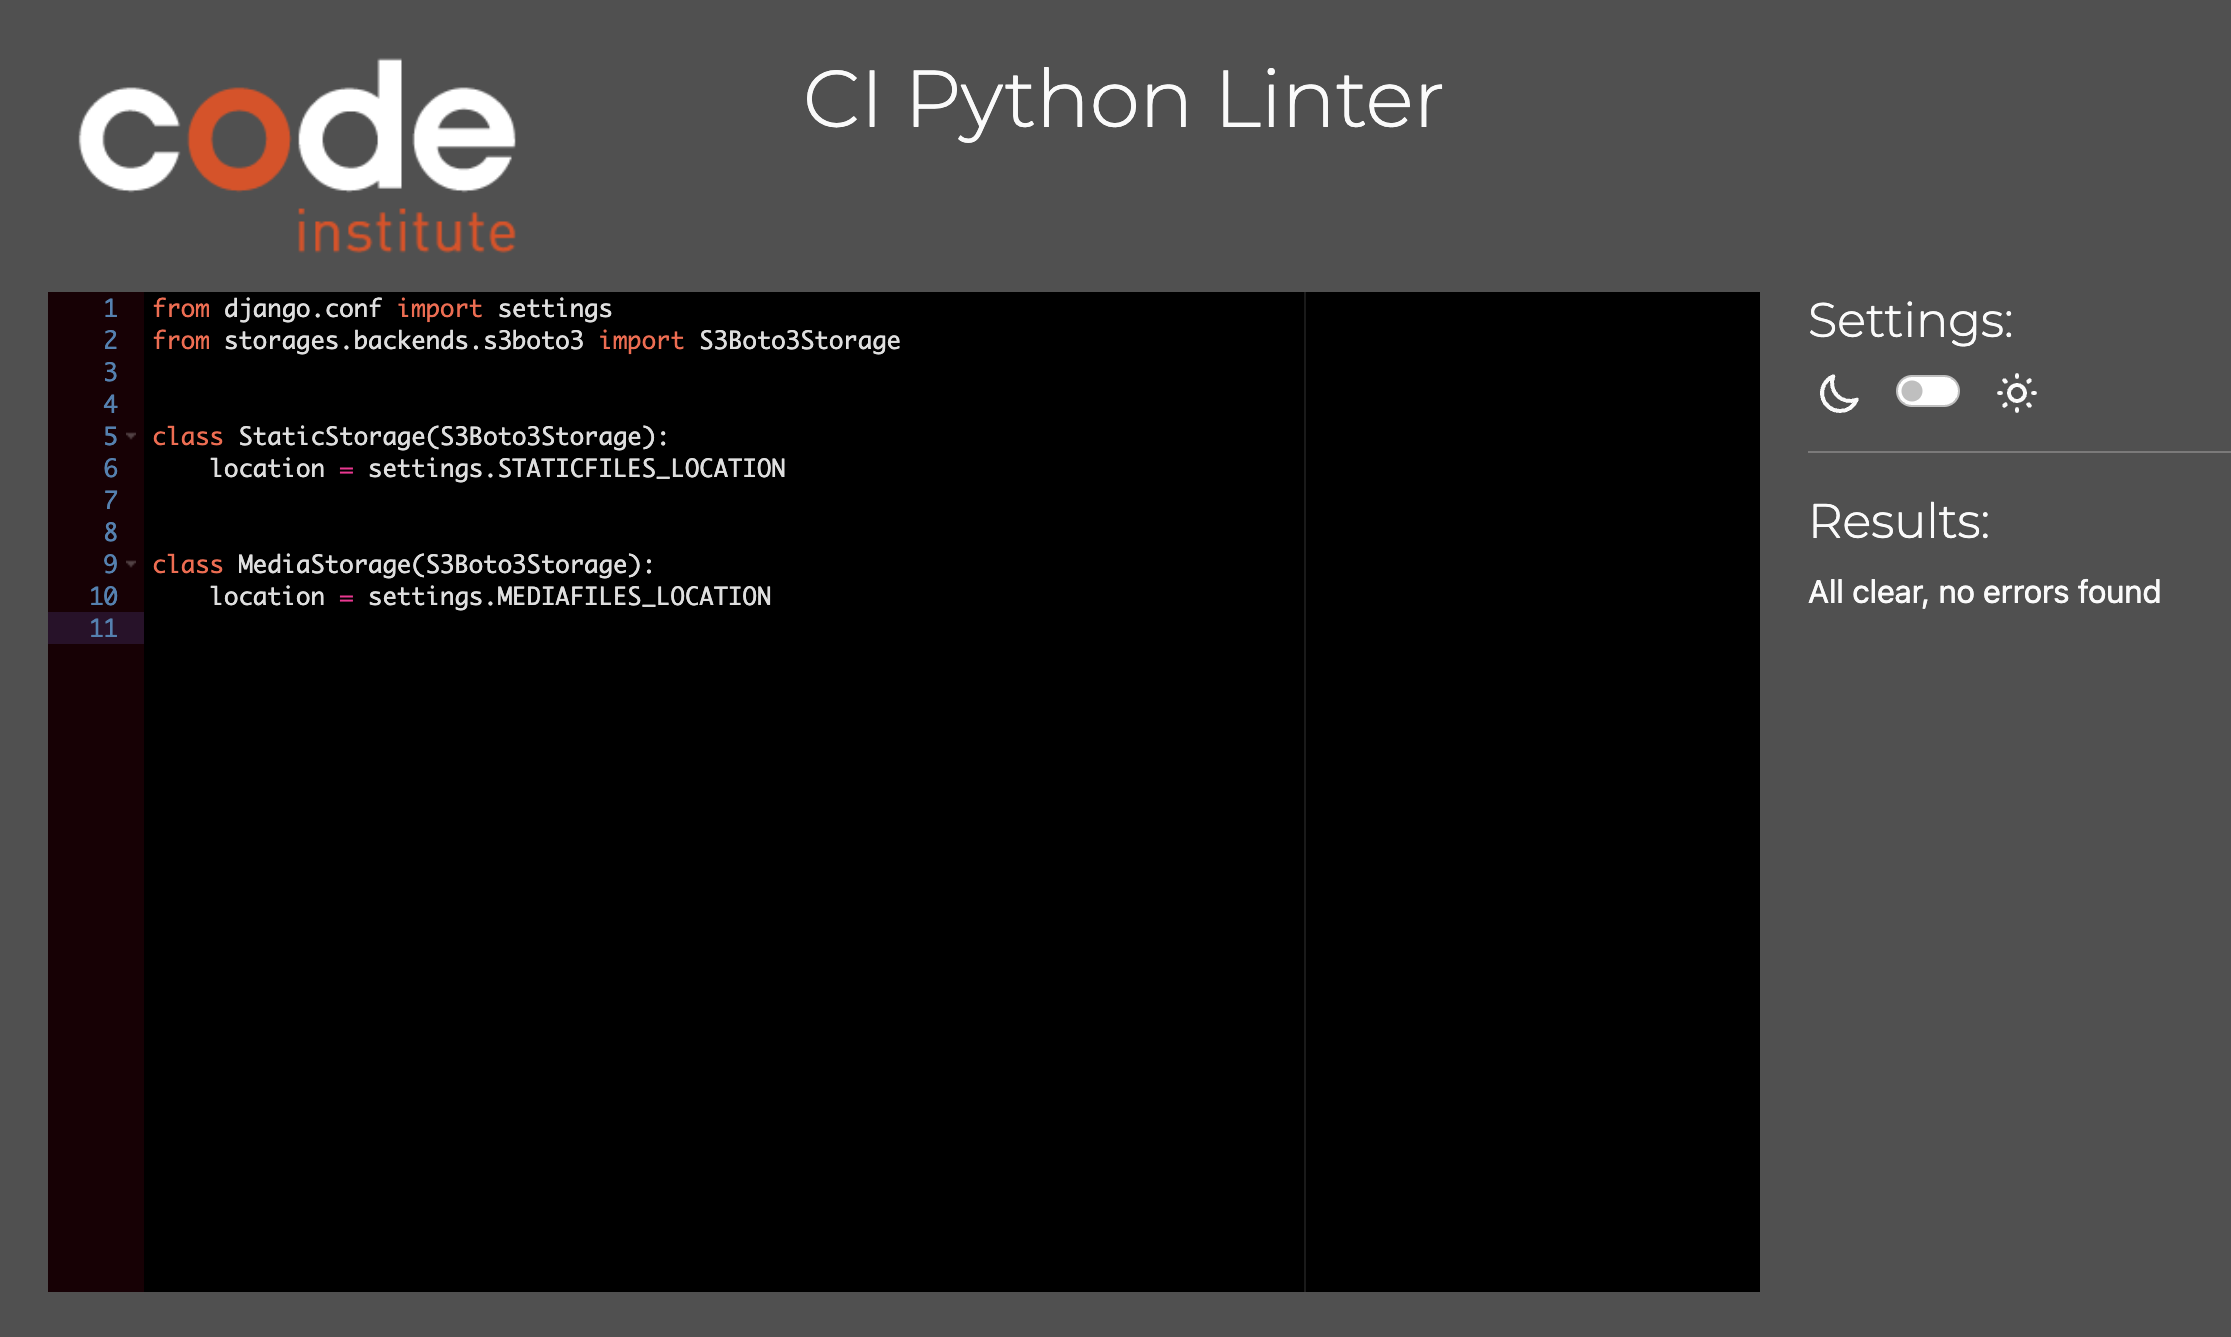 code
institute
CI Python Linter
1 from django.conf import settings
2 from storages.backends.s3boto3 import S3Boto3Storage
3
4
5 class StaticStorage(S3Boto3Storage):
6     location = settings.STATICFILES_LOCATION
7
8
9 class MediaStorage(S3Boto3Storage):
10     location = settings.MEDIAFILES_LOCATION
11
Settings:
Results:
All clear, no errors found